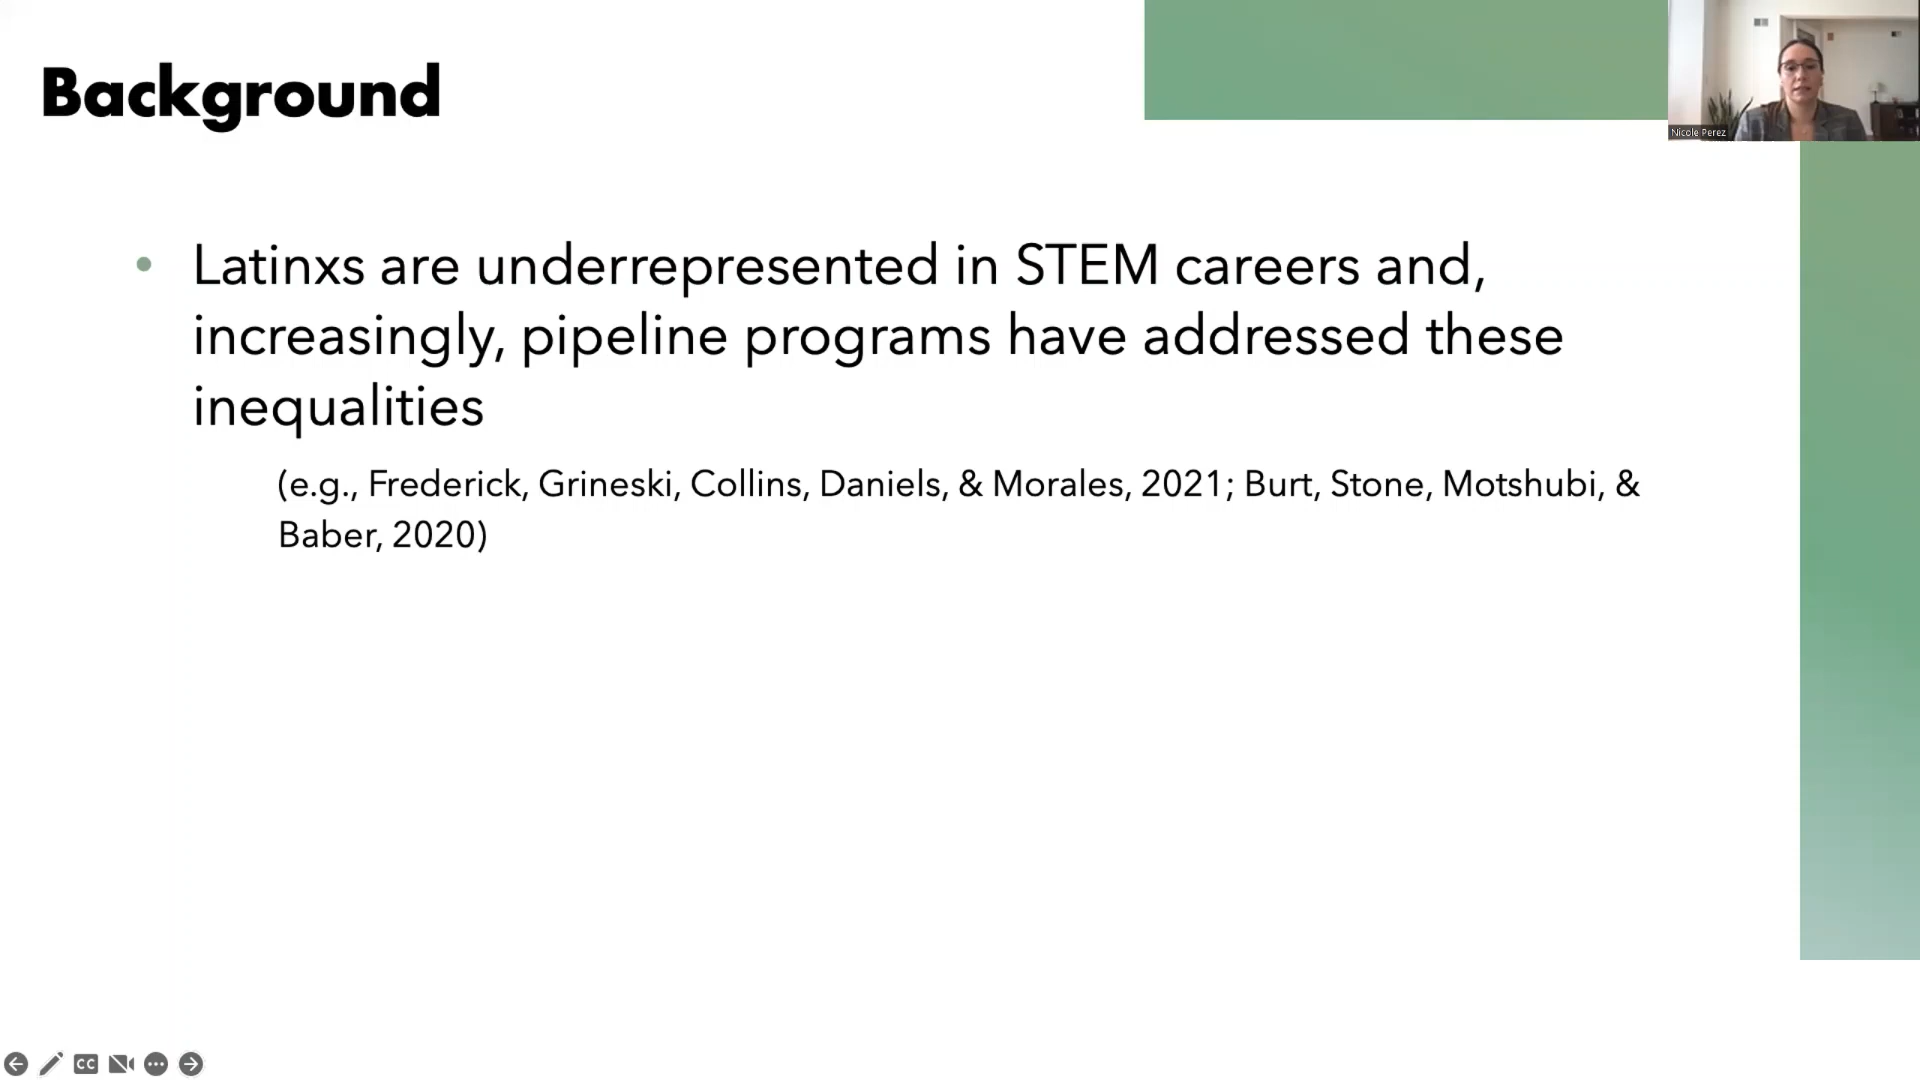 Background
Nicole Perez
• Latinxs are underrepresented in STEM careers and,
increasingly, pipeline programs have addressed these
inequalities
(e.g., Frederick, Grineski, Collins, Daniels, & Morales, 2021; Burt, Stone, Motshubi, &
Baber, 2020)
CC